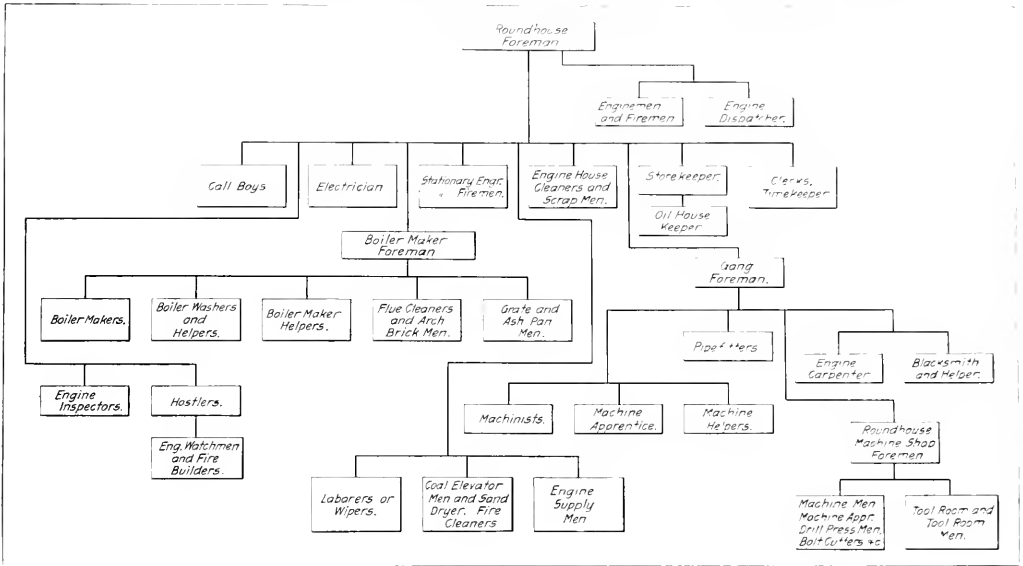 Roundhouse
Foreman
Enginemen
and Firemen
Engine
Dispatcher.
Call Boys
Electrician
Stationary Engr.
" Firemen.
Engine House
Cleaners and
Scrap Men.
Storekeeper.
Clerks,
Timekeeper
Oil House
Keeper
Boiler Maker
Foreman
Gang
Foreman.
Boiler Makers.
Boiler Washers
and
Helpers.
Boiler Maker
Helpers.
Flue Cleaners
and Arch
Brick Men.
Grate and
Ash Pan
Men.
Pipefitters
Engine
Carpenter
Blacksmith
and Helper.
Engine
Inspectors.
Hostlers.
Machinists.
Machine
Apprentice.
Machine
Helpers.
Roundhouse
Machine Shop
Foremen
Eng. Watchmen
and Fire
Builders.
Laborers or
Wipers.
Coal Elevator
Men and Sand
Dryer. Fire
Cleaners
Engine
Supply
Men
Machine Men
Machine Appr.
Drill Press Men,
Bolt Cutters &c
Tool Room and
Tool Room
Men.